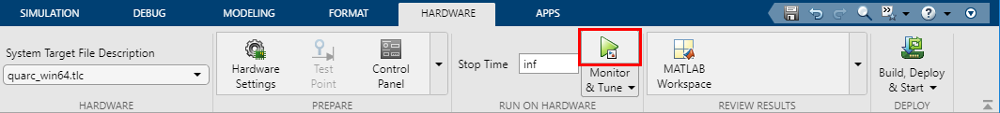 SIMULATION DEBUG MODELING FORMAT HARDWARE APPS
System Target File Description
quarc_win64.tlc
HARDWARE
Hardware
Settings
Test
Point
Control
Panel
PREPARE
Stop Time inf
Monitor
& Tune
RUN ON HARDWARE
MATLAB
Workspace
REVIEW RESULTS
Build, Deploy
& Start
DEPLOY